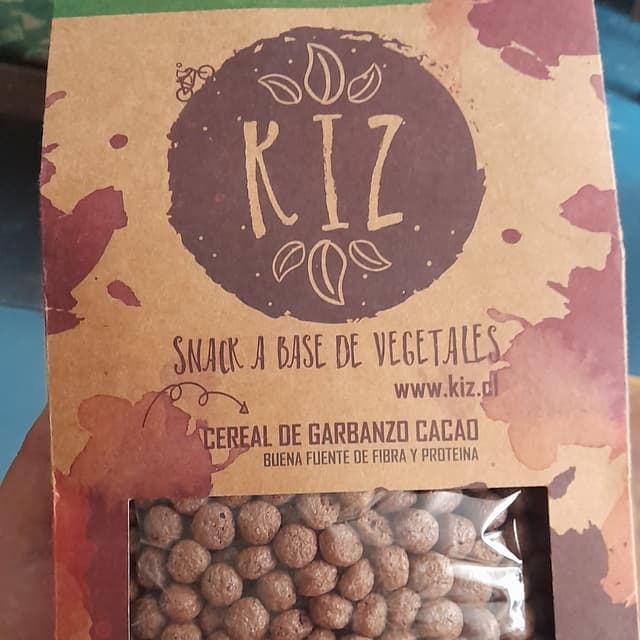 KIZ
SNACK A BASE DE VEGETALES
www.kiz.cl
CEREAL DE GARBANZO CACAO
BUENA FUENTE DE FIBRA Y PROTEINA